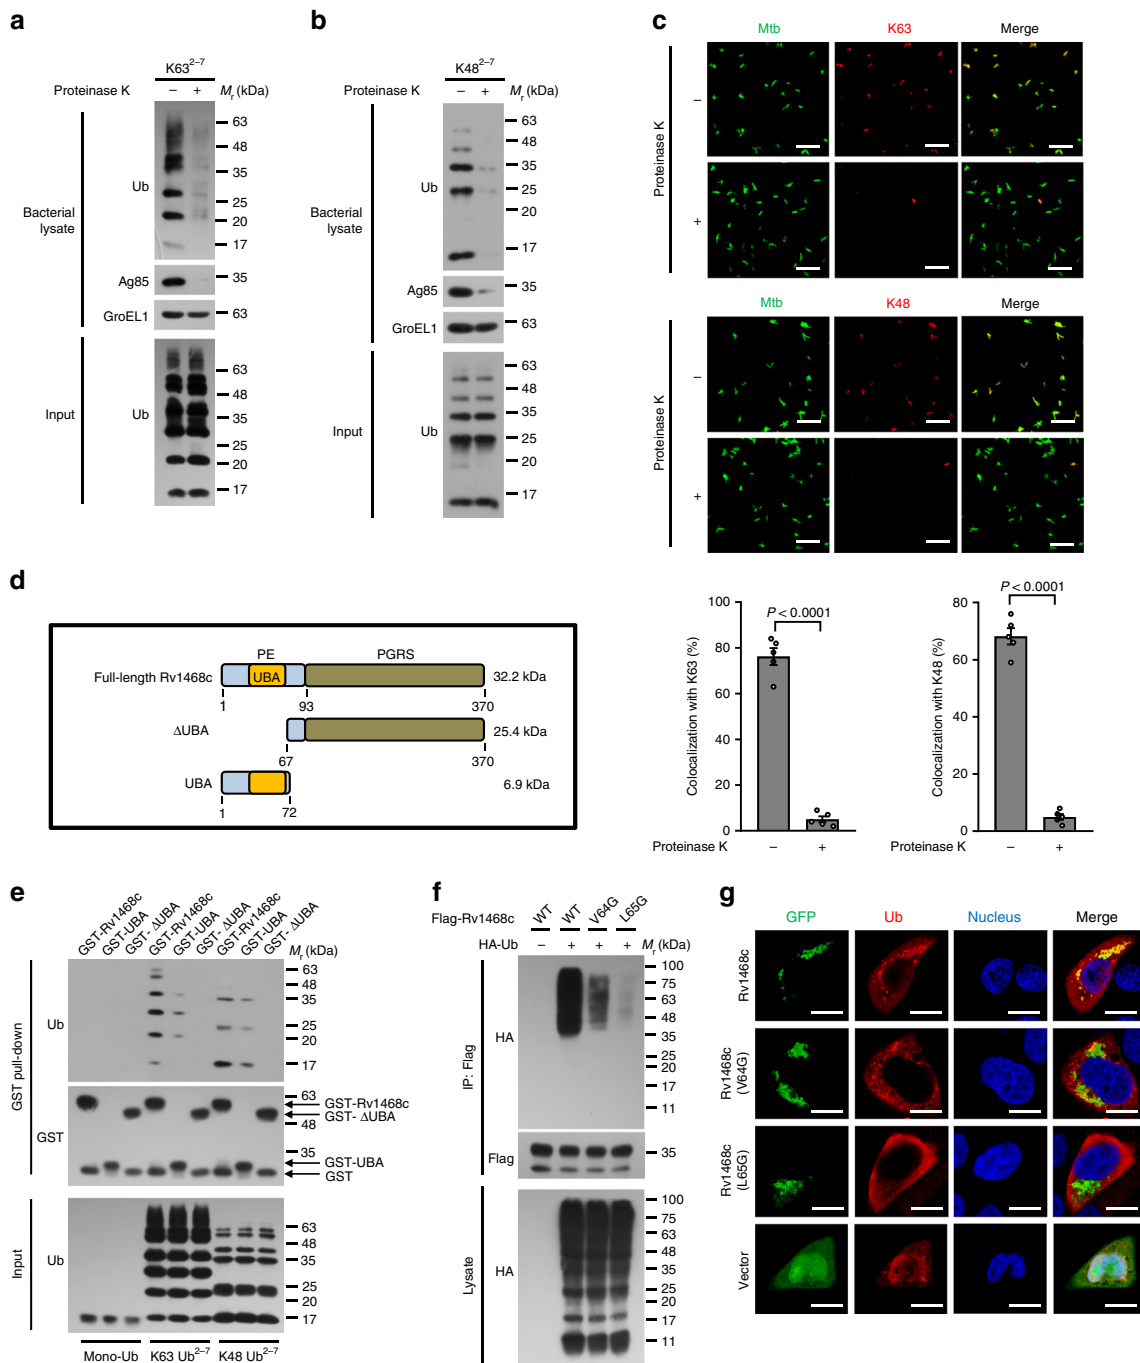 a
K63²⁻⁷
Proteinase K – + Mr (kDa)
63
48
35
Ub
25
20
17
Bacterial lysate
Ag85 35
GroEL1 63
63
48
Input Ub 35
25
20
17
b
K48²⁻⁷
Proteinase K – + Mr (kDa)
63
48
35
Ub 25
20
17
Bacterial lysate
Ag85 35
GroEL1 63
63
48
35
Input Ub 25
20
17
c
Mtb K63 Merge
Proteinase K
–
+
Mtb K48 Merge
Proteinase K
–
+
Colocalization with K63 (%)
100
80
60
40
20
0
P < 0.0001
Proteinase K – +
Colocalization with K48 (%)
80
60
40
20
0
P < 0.0001
Proteinase K – +
d
PE PGRS
Full-length Rv1468c UBA 32.2 kDa
1 93 370
ΔUBA 25.4 kDa
67 370
UBA 6.9 kDa
1 72
e
GST-Rv1468c GST-UBA GST- ΔUBA GST-Rv1468c GST-UBA GST- ΔUBA GST-Rv1468c GST-UBA GST- ΔUBA
Mr (kDa)
63
48
35
Ub
25
20
17
GST pull-down
63
GST-Rv1468c
GST- ΔUBA
48
GST
35
GST-UBA
GST
63
48
Input Ub 35
25
20
17
Mono-Ub K63 Ub²⁻⁷ K48 Ub²⁻⁷
f
Flag-Rv1468c WT WT V64G L65G
HA-Ub – + + + Mr (kDa)
100
75
63
48
HA 35
25
20
17
11
IP: Flag
Flag 35
100
75
63
48
HA 35
25
20
17
11
Lysate
g
GFP Ub Nucleus Merge
Rv1468c
Rv1468c (V64G)
Rv1468c (L65G)
Vector